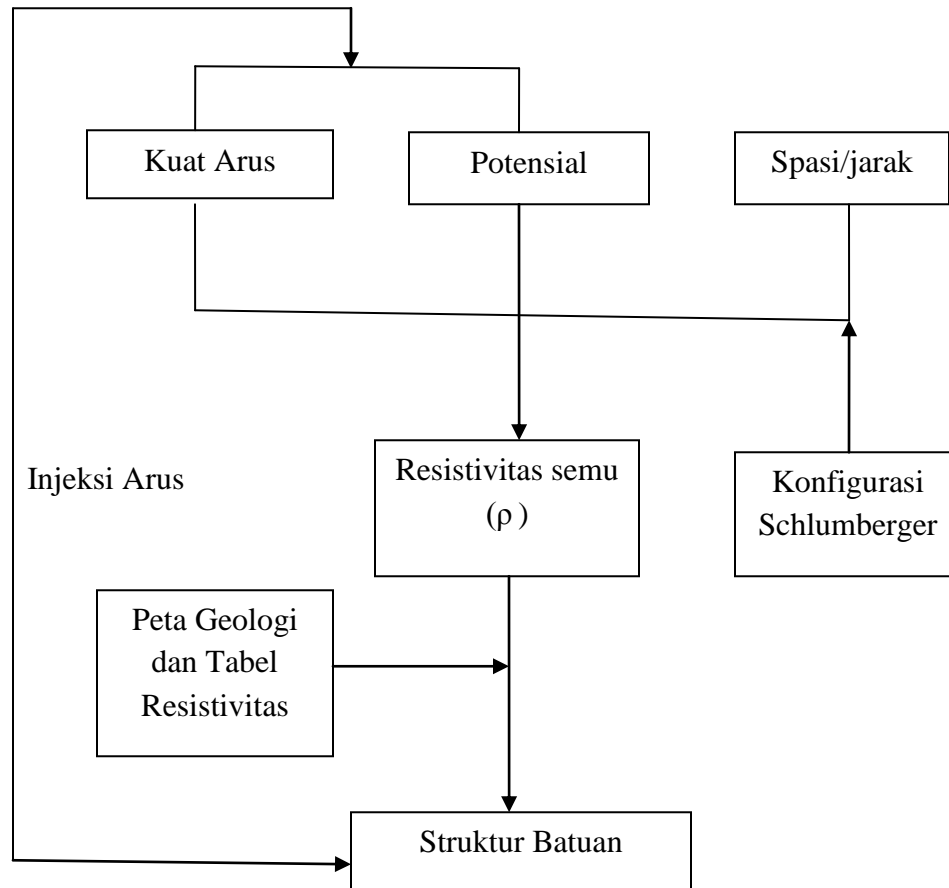 Kuat Arus
Potensial
Spasi/jarak
Injeksi Arus
Resistivitas semu
(ρ )
Konfigurasi
Schlumberger
Peta Geologi
dan Tabel
Resistivitas
Struktur Batuan